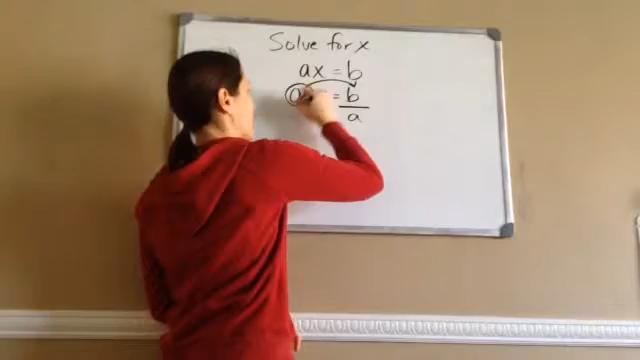 Solve for x
ax = b
a = b
a